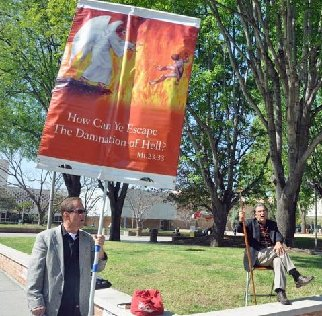 How Can Ye Escape
The Damnation of Hell?
Mt.23:33